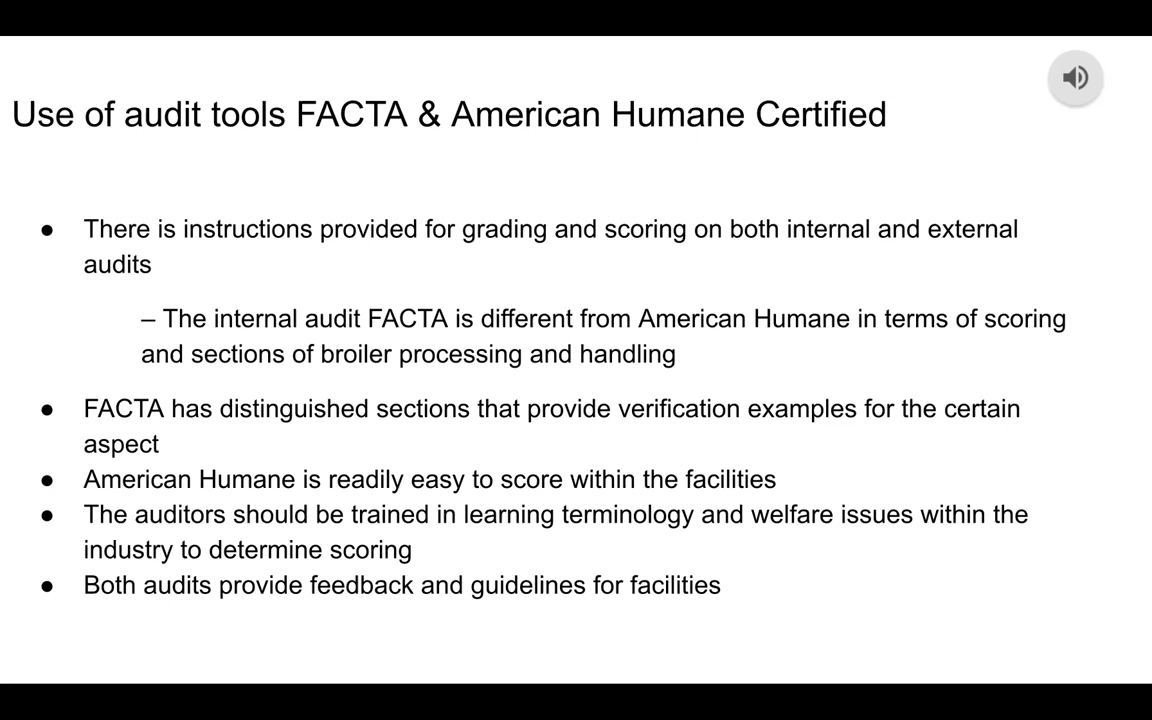 Use of audit tools FACTA & American Humane Certified
● There is instructions provided for grading and scoring on both internal and external
audits
– The internal audit FACTA is different from American Humane in terms of scoring
and sections of broiler processing and handling
● FACTA has distinguished sections that provide verification examples for the certain
aspect
● American Humane is readily easy to score within the facilities
● The auditors should be trained in learning terminology and welfare issues within the
industry to determine scoring
● Both audits provide feedback and guidelines for facilities